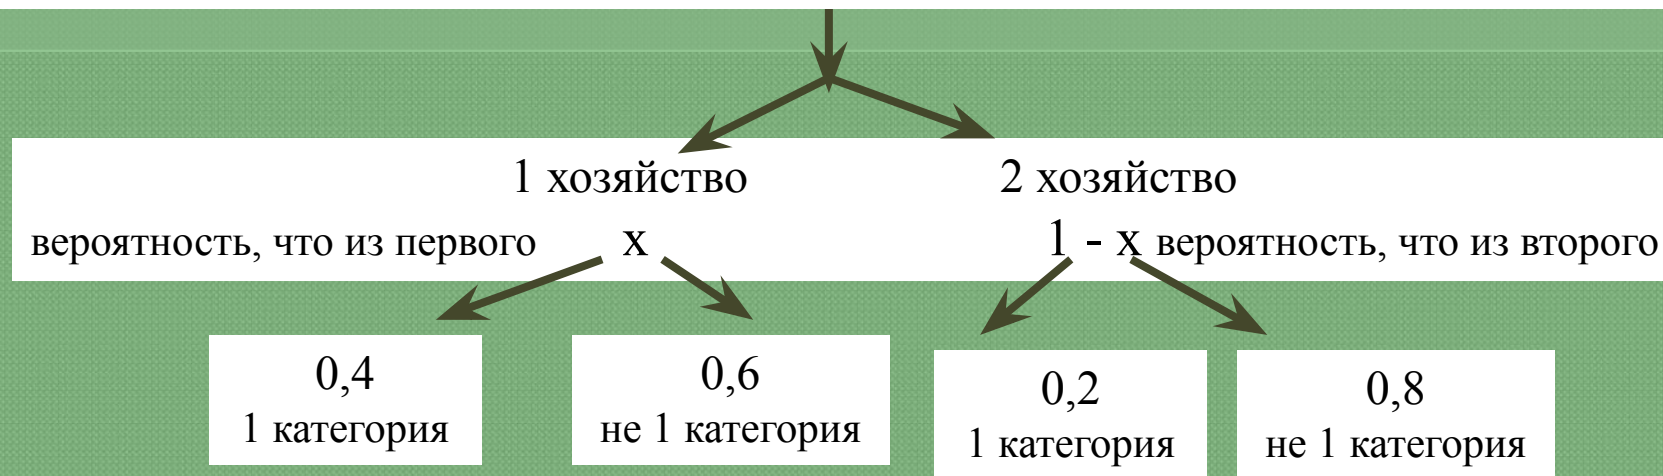 1 хозяйство 2 хозяйство
вероятность, что из первого х 1 - х вероятность, что из второго
0,4 0,6 0,2 0,8
1 категория не 1 категория 1 категория не 1 категория